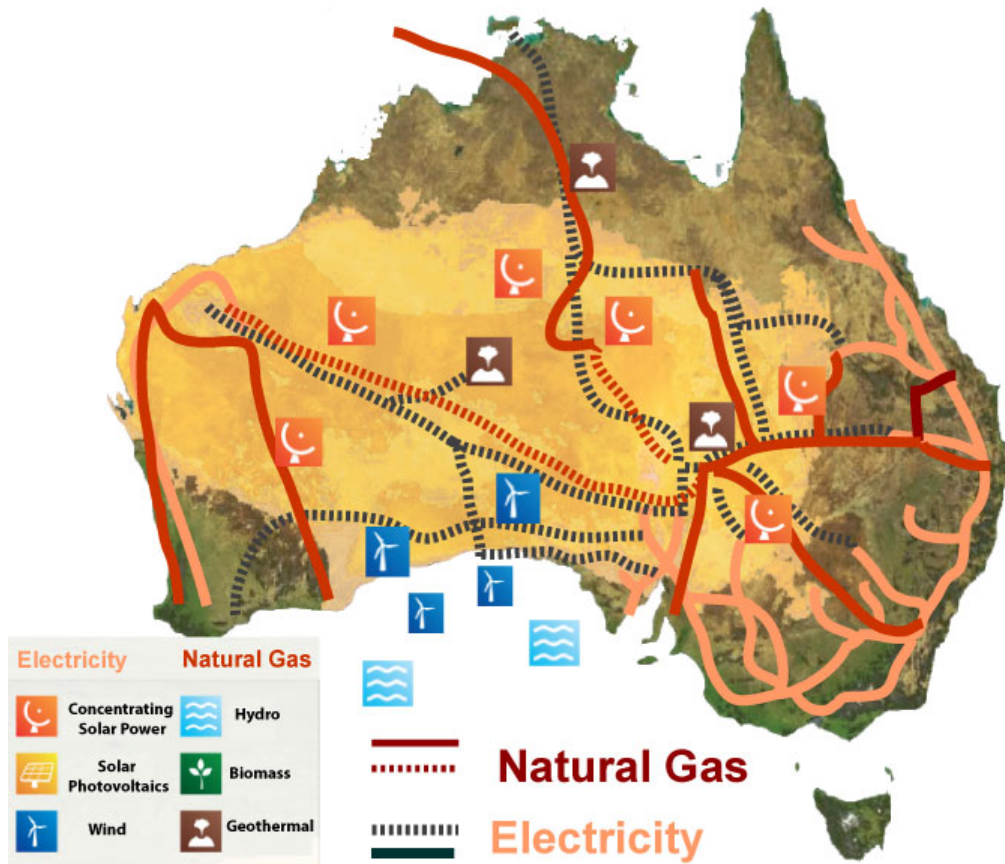 Electricity
Natural Gas
Concentrating
Solar Power
Hydro
Solar
Photovoltaics
Biomass
Wind
Geothermal
Natural Gas
Electricity